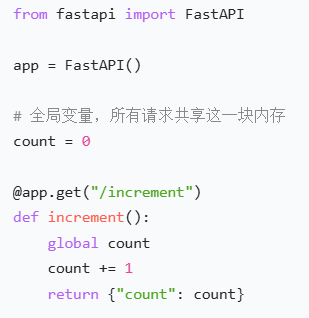 from fastapi import FastAPI

app = FastAPI()

# 全局变量，所有请求共享这一块内存
count = 0

@app.get("/increment")
def increment():
    global count
    count += 1
    return {"count": count}